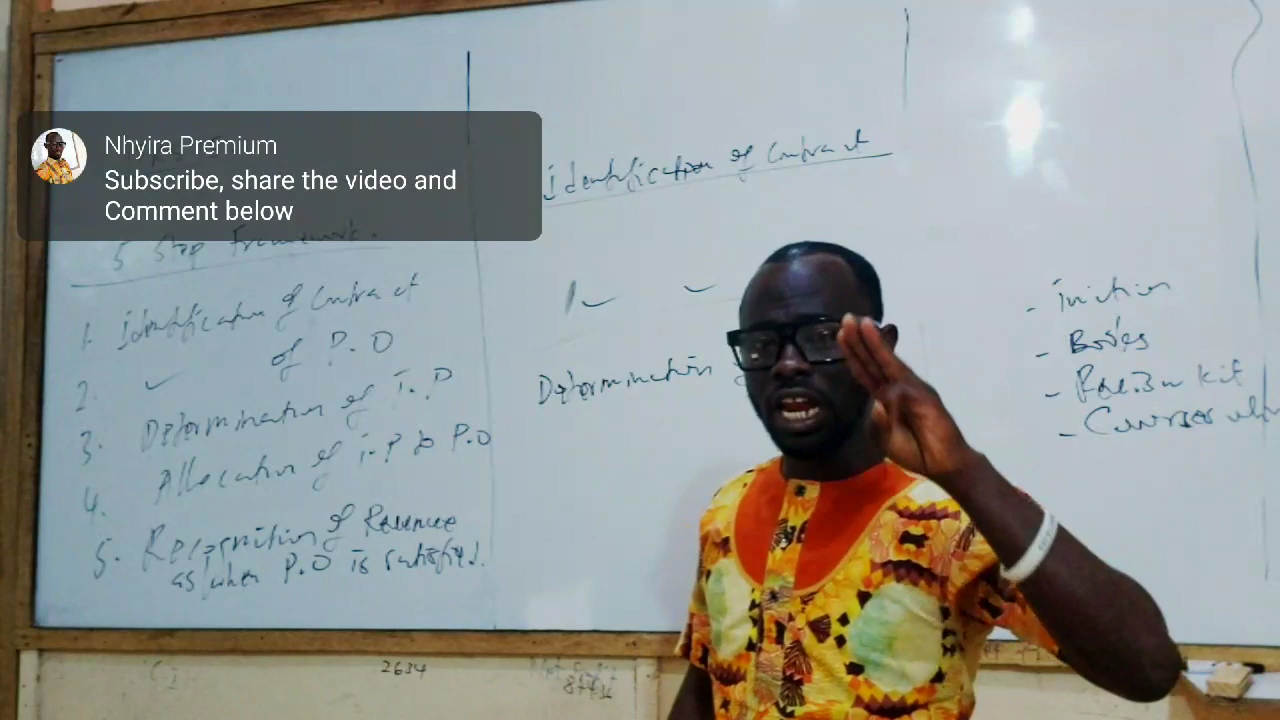 Nhyira Premium
Subscribe, share the video and
Comment below
5 Step Framework.
1. Identification of Contract
2. ✓ of P.O
3. Determination of T.P
4. Allocation of T.P to P.O
5. Recognition of Revenue
as/when P.O is satisfied.
Identification of Contract
Determination
- Tuition
- Books
- Revision kit
2634